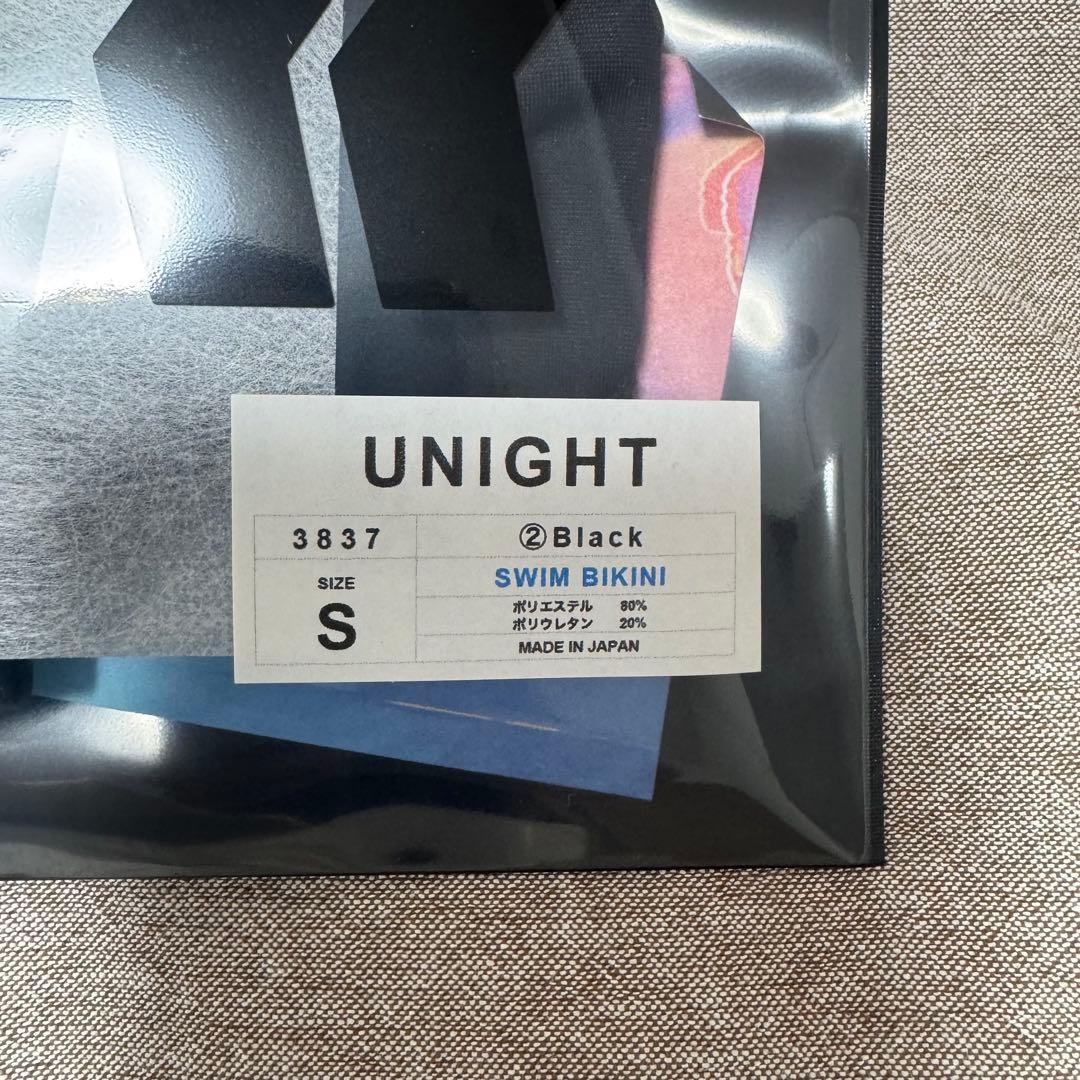 UNIGHT
3837
②Black
SIZE
S
SWIM BIKINI
ポリエステル 80%
ポリウレタン 20%
MADE IN JAPAN